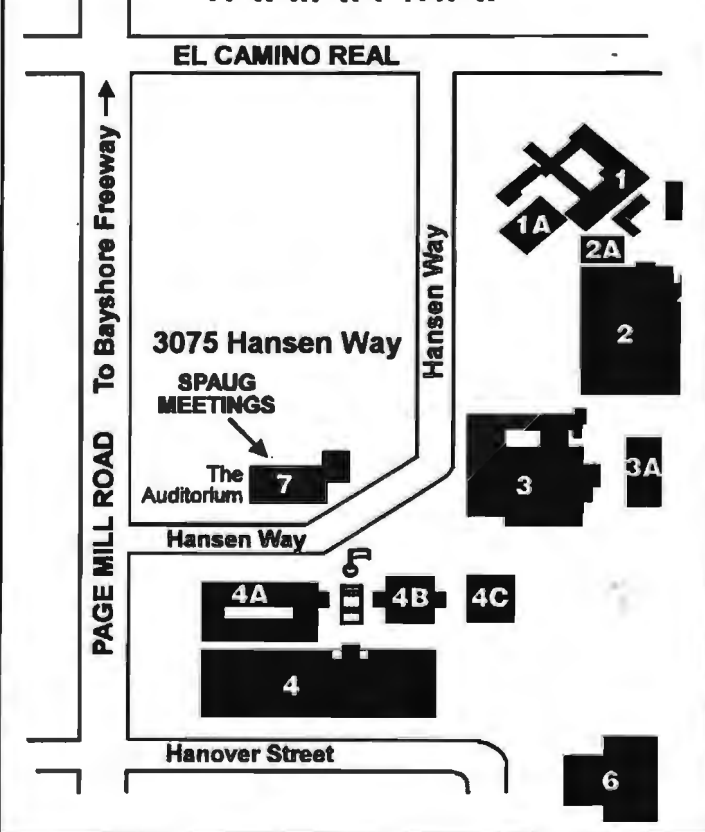 EL CAMINO REAL
To Bayshore Freeway
PAGE MILL ROAD
Hansen Way
1
1A
2A
2
3075 Hansen Way
SPAUG
MEETINGS
The
Auditorium
7
3
3A
Hansen Way
4A
4B
4C
4
Hanover Street
6